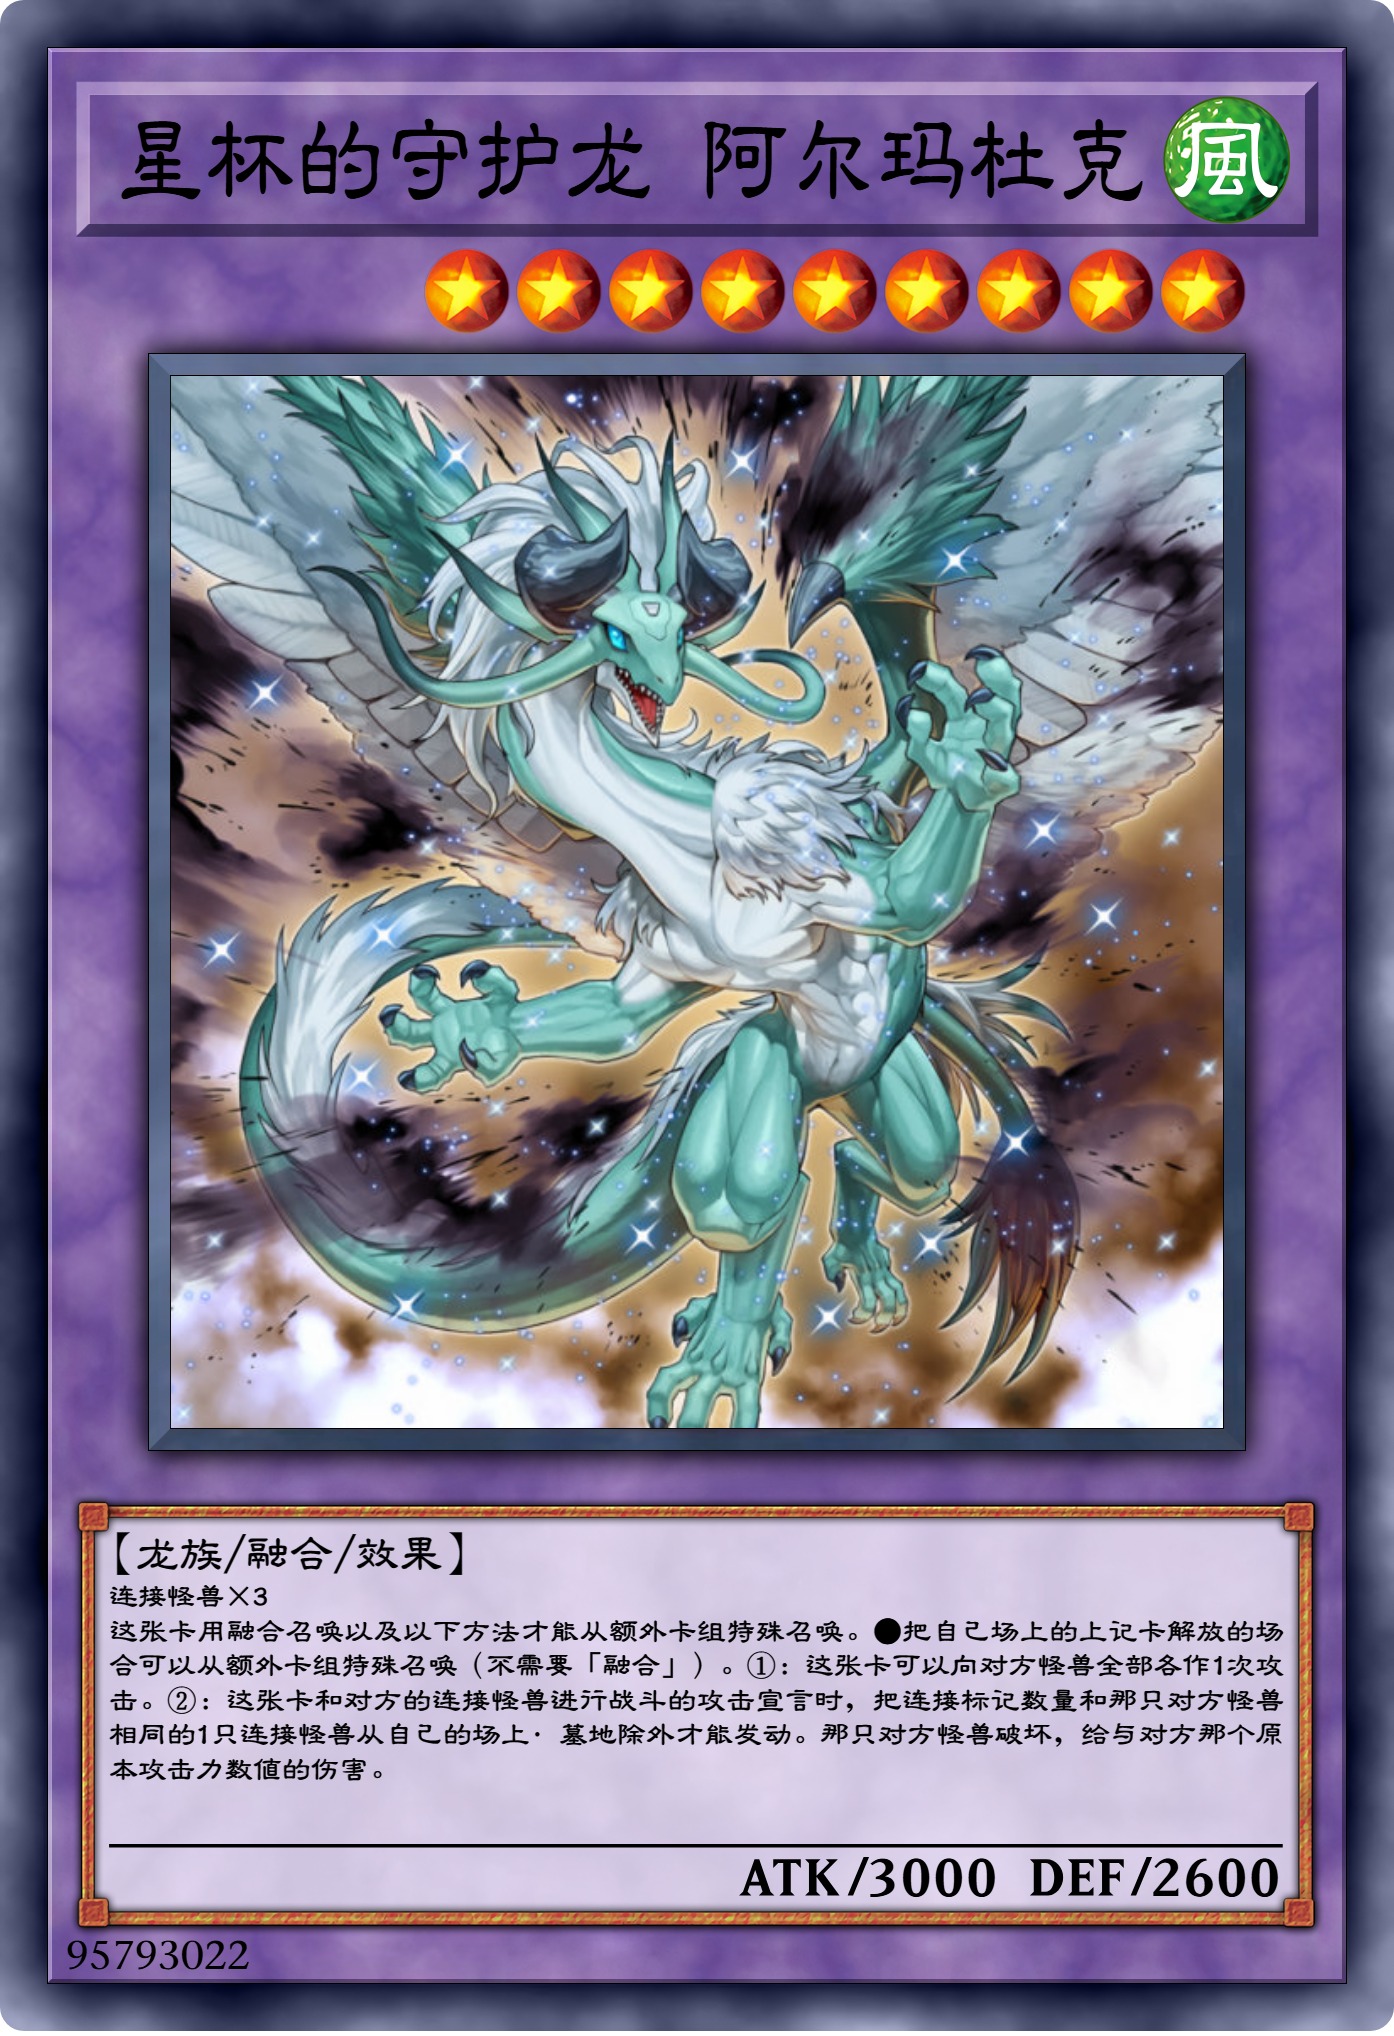 星杯的守护龙 阿尔玛杜克
風
【龙族/融合/效果】
连接怪兽×3
这张卡用融合召唤以及以下方法才能从额外卡组特殊召唤。●把自己场上的上记卡解放的场
合可以从额外卡组特殊召唤（不需要「融合」）。①：这张卡可以向对方怪兽全部各作1次攻
击。②：这张卡和对方的连接怪兽进行战斗的攻击宣言时，把连接标记数量和那只对方怪兽
相同的1只连接怪兽从自己的场上·墓地除外才能发动。那只对方怪兽破坏，给与对方那个原
本攻击力数值的伤害。
ATK/3000 DEF/2600
95793022